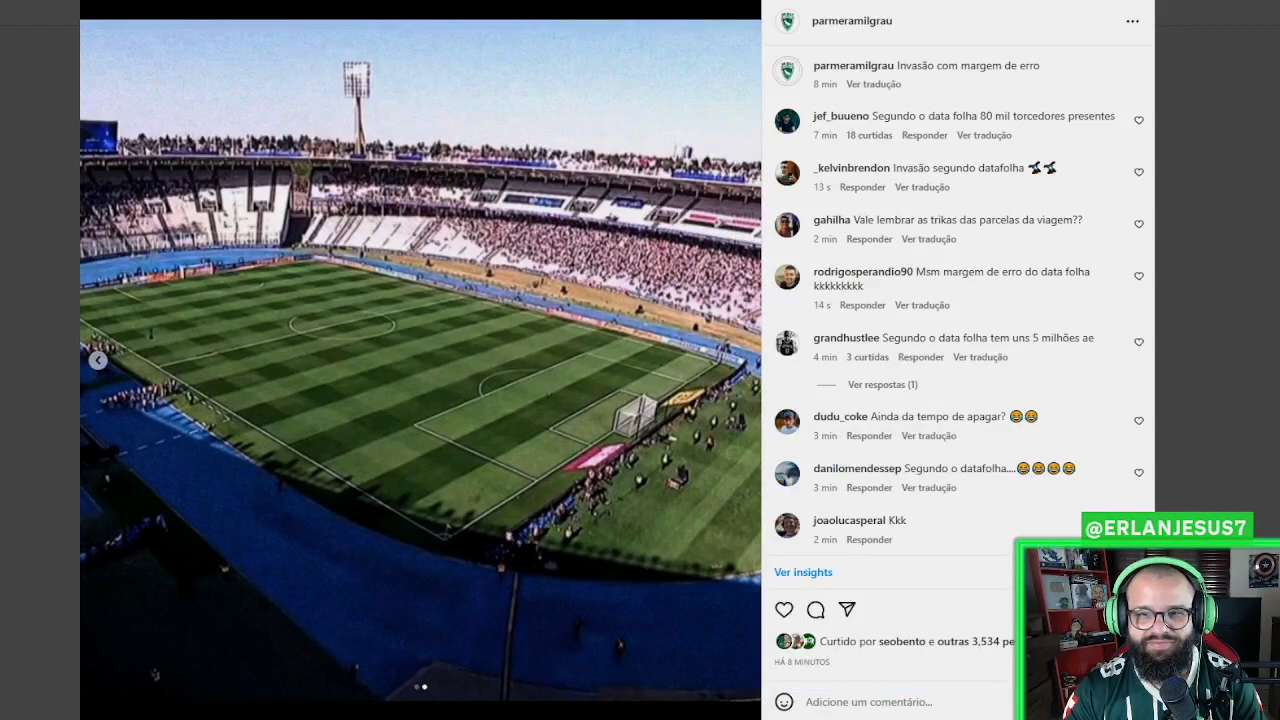 parmeramilgrau
parmeramilgrau Invasão com margem de erro
8 min Ver tradução
jef_buueno Segundo o data folha 80 mil torcedores presentes
7 min 18 curtidas Responder Ver tradução
_kelvinbrendon Invasão segundo datafolha
13 s Responder Ver tradução
gahilha Vale lembrar as trikas das parcelas da viagem??
2 min Responder Ver tradução
rodrigosperandio90 Msm margem de erro do data folha
kkkkkkkkk
14 s Responder Ver tradução
grandhustlee Segundo o data folha tem uns 5 milhões ae
4 min 3 curtidas Responder Ver tradução
Ver respostas (1)
dudu_coke Ainda da tempo de apagar? 😂😂
3 min Responder Ver tradução
danilomendessep Segundo o datafolha....😂😂😂😂
3 min Responder Ver tradução
joaolucasperal Kkk
2 min Responder
@ERLANJESUS7
Ver insights
Curtido por seobento e outras 3,534 pe
HÁ 8 MINUTOS
Adicione um comentário...